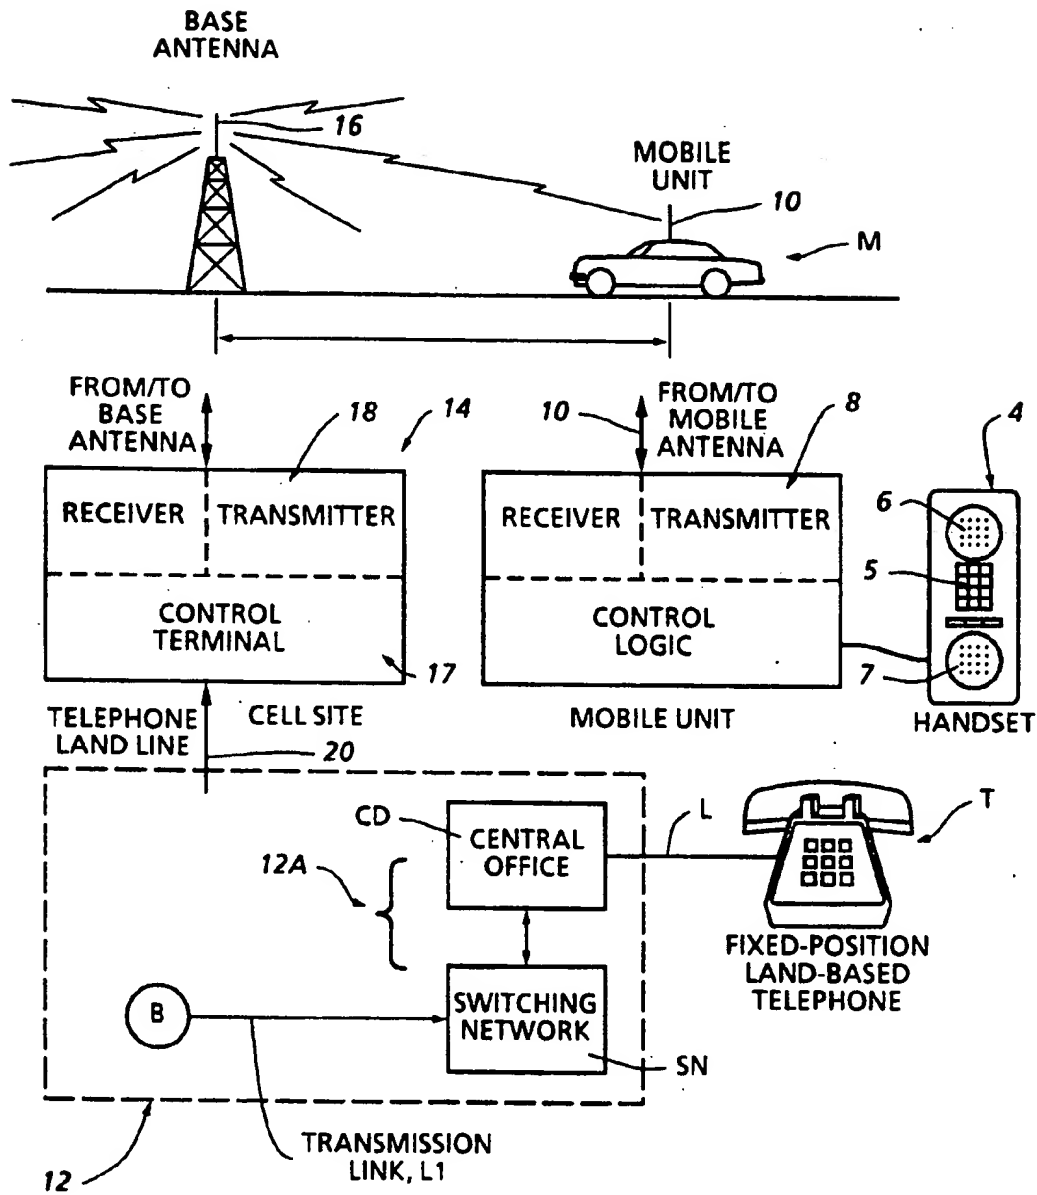 BASE
ANTENNA
16
MOBILE
UNIT
10
M
FROM/TO
BASE
ANTENNA
18
14
10
FROM/TO
MOBILE
ANTENNA
8
4
RECEIVER
TRANSMITTER
CONTROL
TERMINAL
17
RECEIVER
TRANSMITTER
CONTROL
LOGIC
6
5
7
TELEPHONE
LAND LINE
CELL SITE
20
MOBILE UNIT
HANDSET
CD
CENTRAL
OFFICE
L
T
12A
FIXED-POSITION
LAND-BASED
TELEPHONE
B
SWITCHING
NETWORK
SN
12
TRANSMISSION
LINK, L1